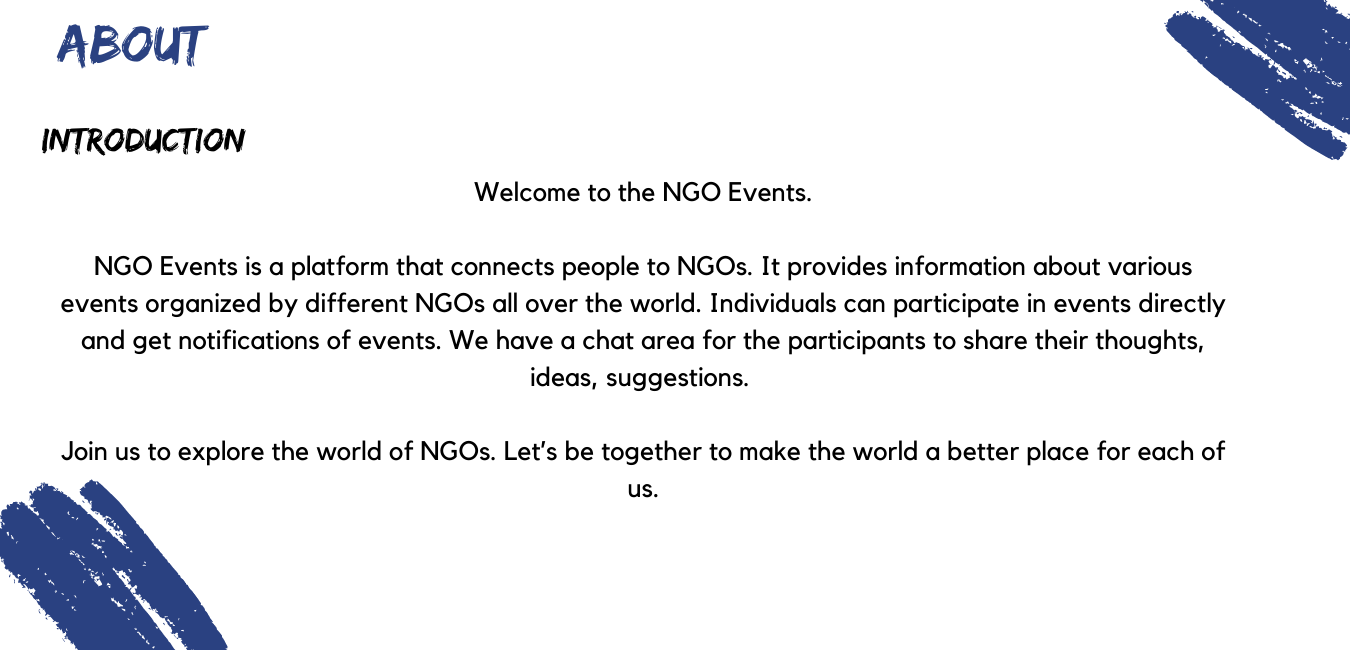 ABOUT
INTRODUCTION
Welcome to the NGO Events.
NGO Events is a platform that connects people to NGOs. It provides information about various
events organized by different NGOs all over the world. Individuals can participate in events directly
and get notifications of events. We have a chat area for the participants to share their thoughts,
ideas, suggestions.
Join us to explore the world of NGOs. Let's be together to make the world a better place for each of
us.